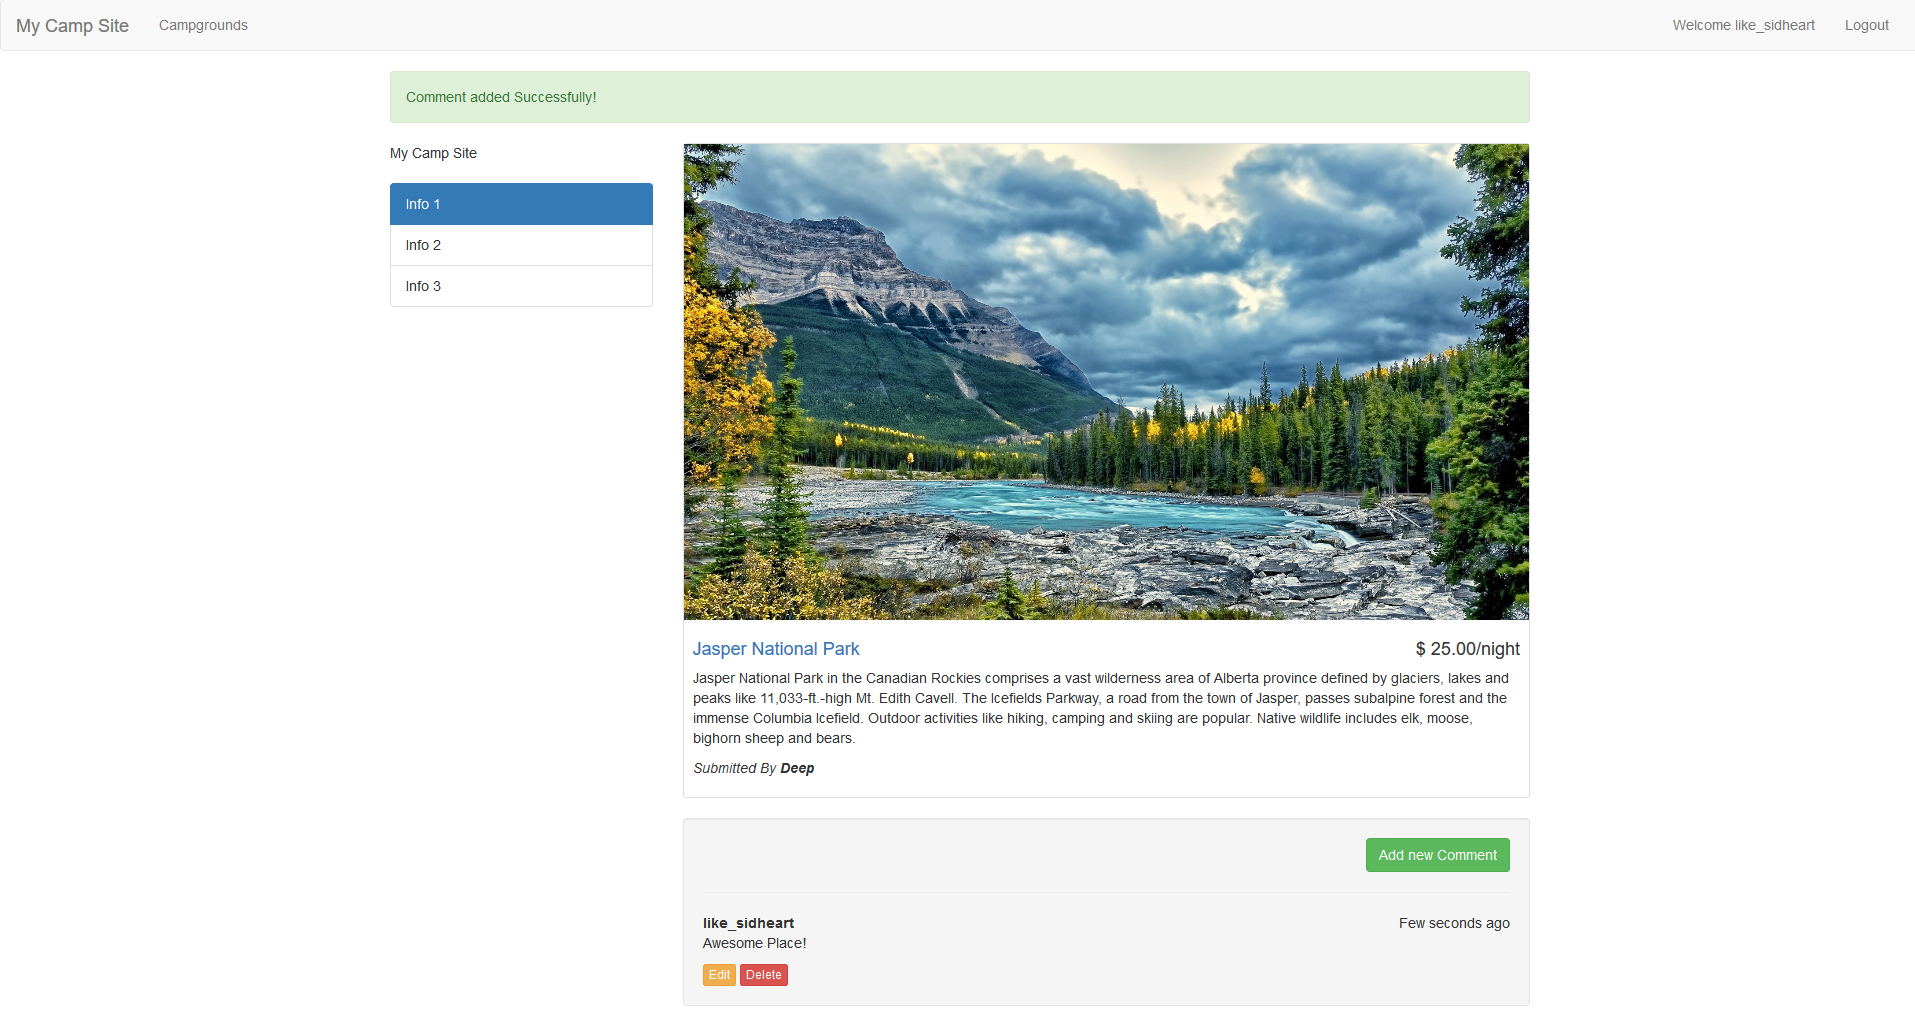 My Camp Site
Campgrounds
Welcome like_sidheart
Logout
Comment added Successfully!
My Camp Site
Info 1
Info 2
Info 3
Jasper National Park
$ 25.00/night
Jasper National Park in the Canadian Rockies comprises a vast wilderness area of Alberta province defined by glaciers, lakes and
peaks like 11,033-ft.-high Mt. Edith Cavell. The Icefields Parkway, a road from the town of Jasper, passes subalpine forest and the
immense Columbia Icefield. Outdoor activities like hiking, camping and skiing are popular. Native wildlife includes elk, moose,
bighorn sheep and bears.
Submitted By Deep
Add new Comment
like_sidheart
Few seconds ago
Awesome Place!
Edit
Delete